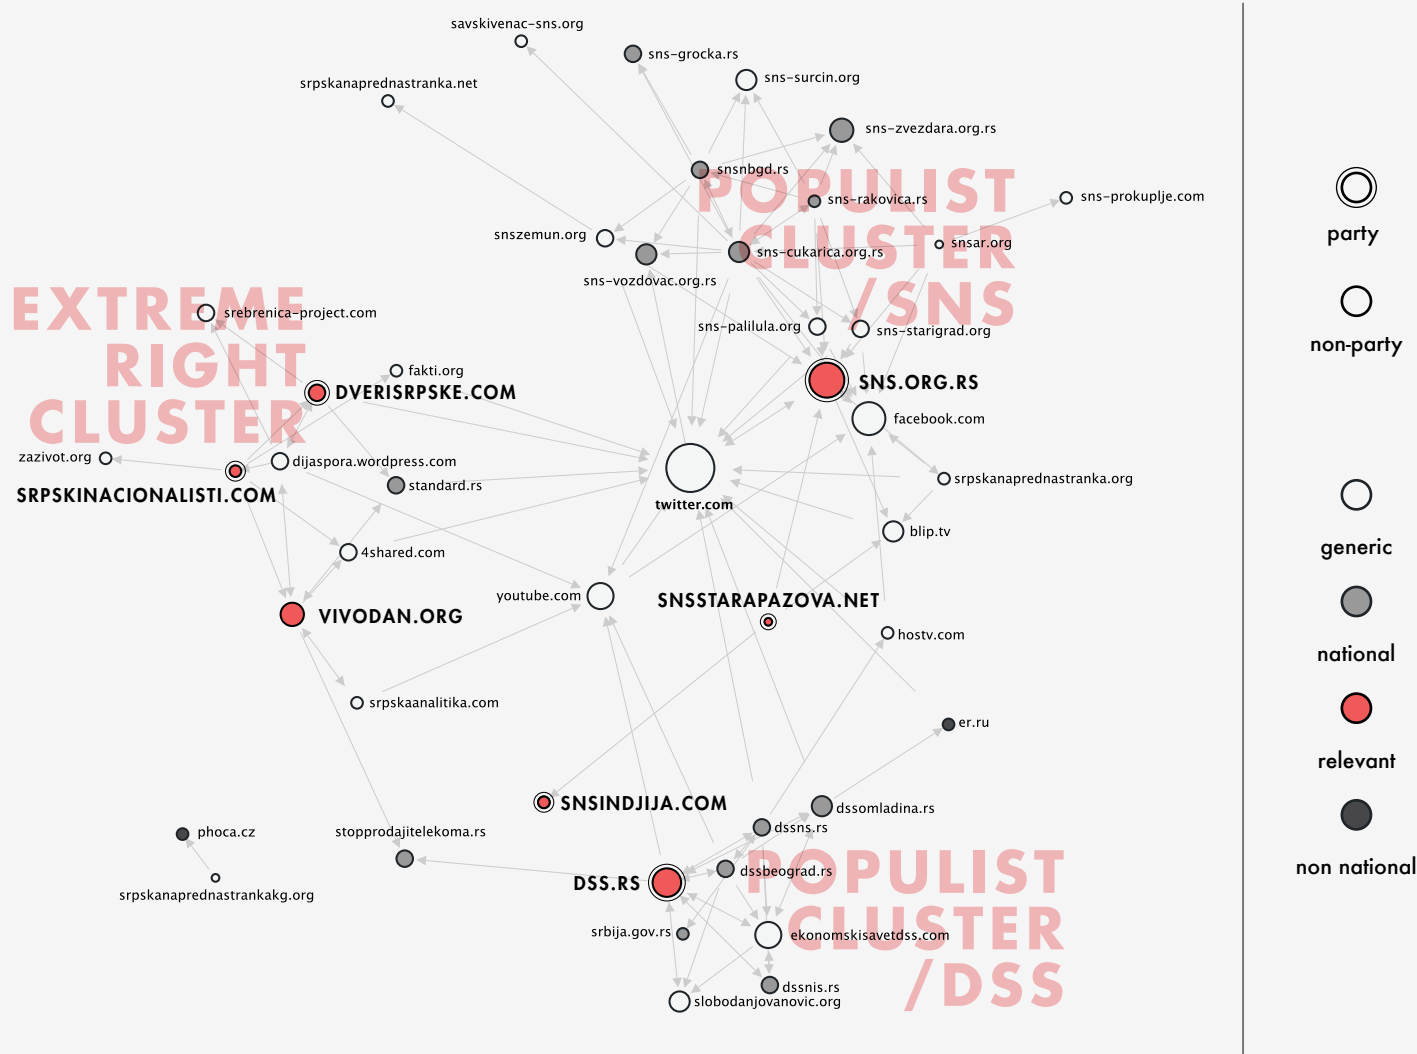 savskivenac-sns.org
sns-grocka.rs
sns-surcin.org
srpskanaprednastranka.net
sns-zvezdara.org.rs
snsnbgd.rs
POPULIST
CLUSTER
/SNS
sns-rakovica.rs
sns-prokuplje.com
snszemun.org
snsar.org
sns-cukarica.org.rs
sns-vozdovac.org.rs
EXTREME
RIGHT
CLUSTER
srebrenica-project.com
sns-palilula.org
sns-starigrad.org
fakti.org
DVERISRPSKE.COM
SNS.ORG.RS
facebook.com
zazivot.org
dijaspora.wordpress.com
SRPSKINACIONALISTI.COM
standard.rs
srpskanaprednastranka.org
twitter.com
blip.tv
4shared.com
youtube.com
SNSSTARAPAZOVA.NET
VIVODAN.ORG
hostv.com
srpskaanalitika.com
er.ru
SNSINDJIJA.COM
dssomladina.rs
phoca.cz
stopprodajitelekoma.rs
dssns.rs
POPULIST
CLUSTER
/DSS
dssbeograd.rs
DSS.RS
srpskanaprednastrankakg.org
srbija.gov.rs
ekonomskisavetdss.com
dssnis.rs
slobodanjovanovic.org
party
non-party
generic
national
relevant
non national